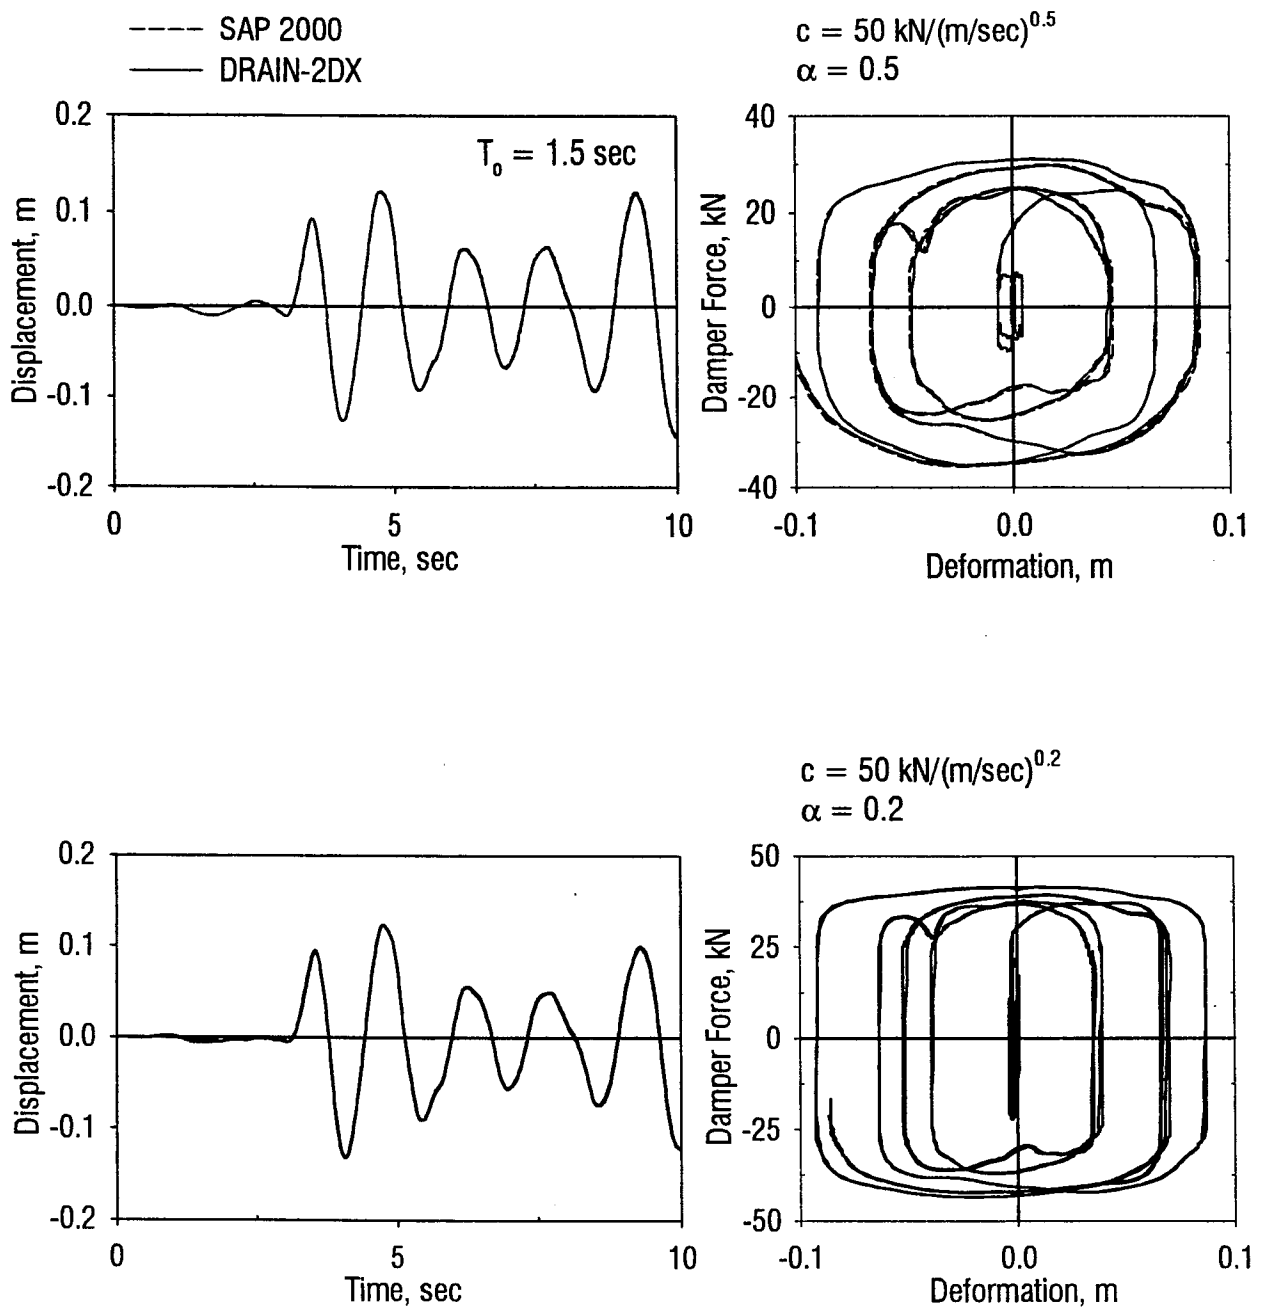 SAP 2000
DRAIN-2DX
c = 50 kN/(m/sec)^0.5
α = 0.5
T_o = 1.5 sec
0.2
0.1
0.0
-0.1
-0.2
Displacement, m
0
5
10
Time, sec
40
20
0
-20
-40
Damper Force, kN
-0.1
0.0
0.1
Deformation, m
c = 50 kN/(m/sec)^0.2
α = 0.2
0.2
0.1
0.0
-0.1
-0.2
Displacement, m
0
5
10
Time, sec
50
25
0
-25
-50
Damper Force, kN
-0.1
0.0
0.1
Deformation, m